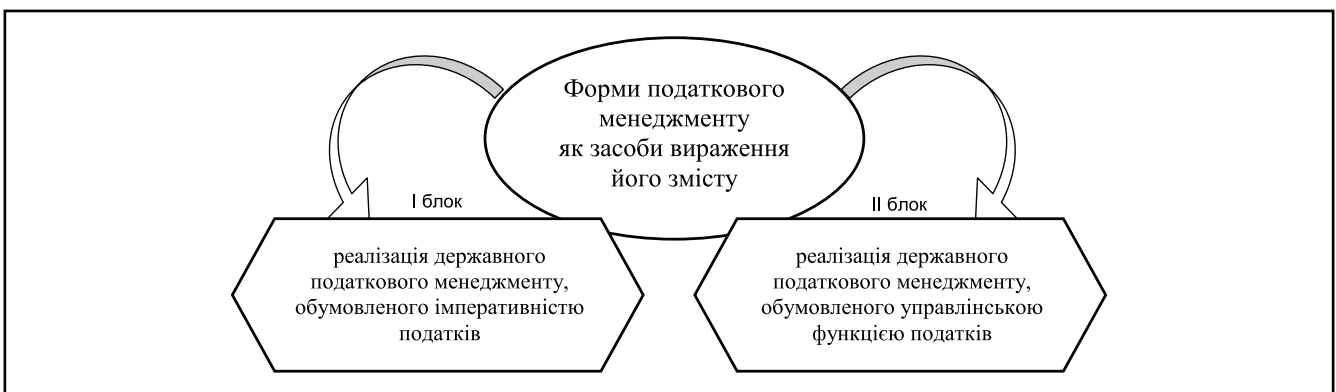 Форми податкового
менеджменту
як засоби вираження
його змісту
І блок
реалізація державного
податкового менеджменту,
обумовленого імперативністю
податків
ІІ блок
реалізація державного
податкового менеджменту,
обумовленого управлінською
функцією податків